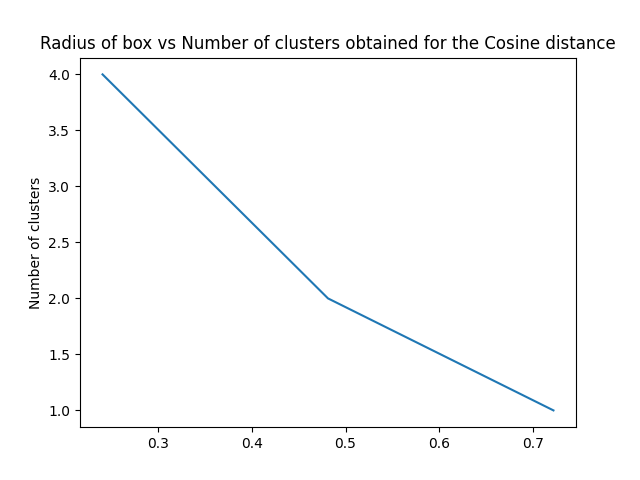 Radius of box vs Number of clusters obtained for the Cosine distance
4.0
3.5
3.0
2.5
2.0
1.5
1.0
Number of clusters
0.3 0.4 0.5 0.6 0.7